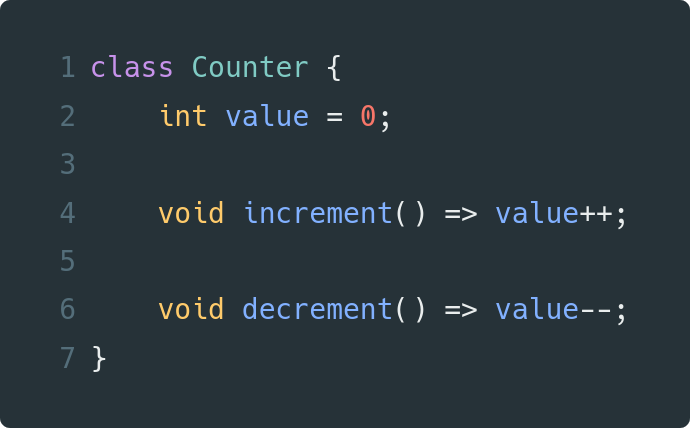 1 class Counter {
2     int value = 0;
3
4     void increment() => value++;
5
6     void decrement() => value--;
7 }